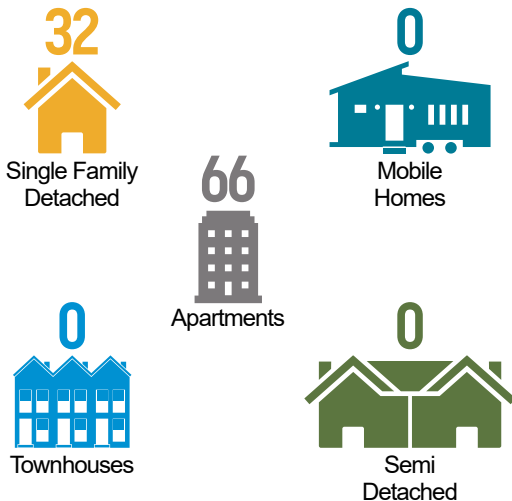 32
Single Family
Detached
0
Mobile
Homes
66
Apartments
0
Townhouses
0
Semi
Detached